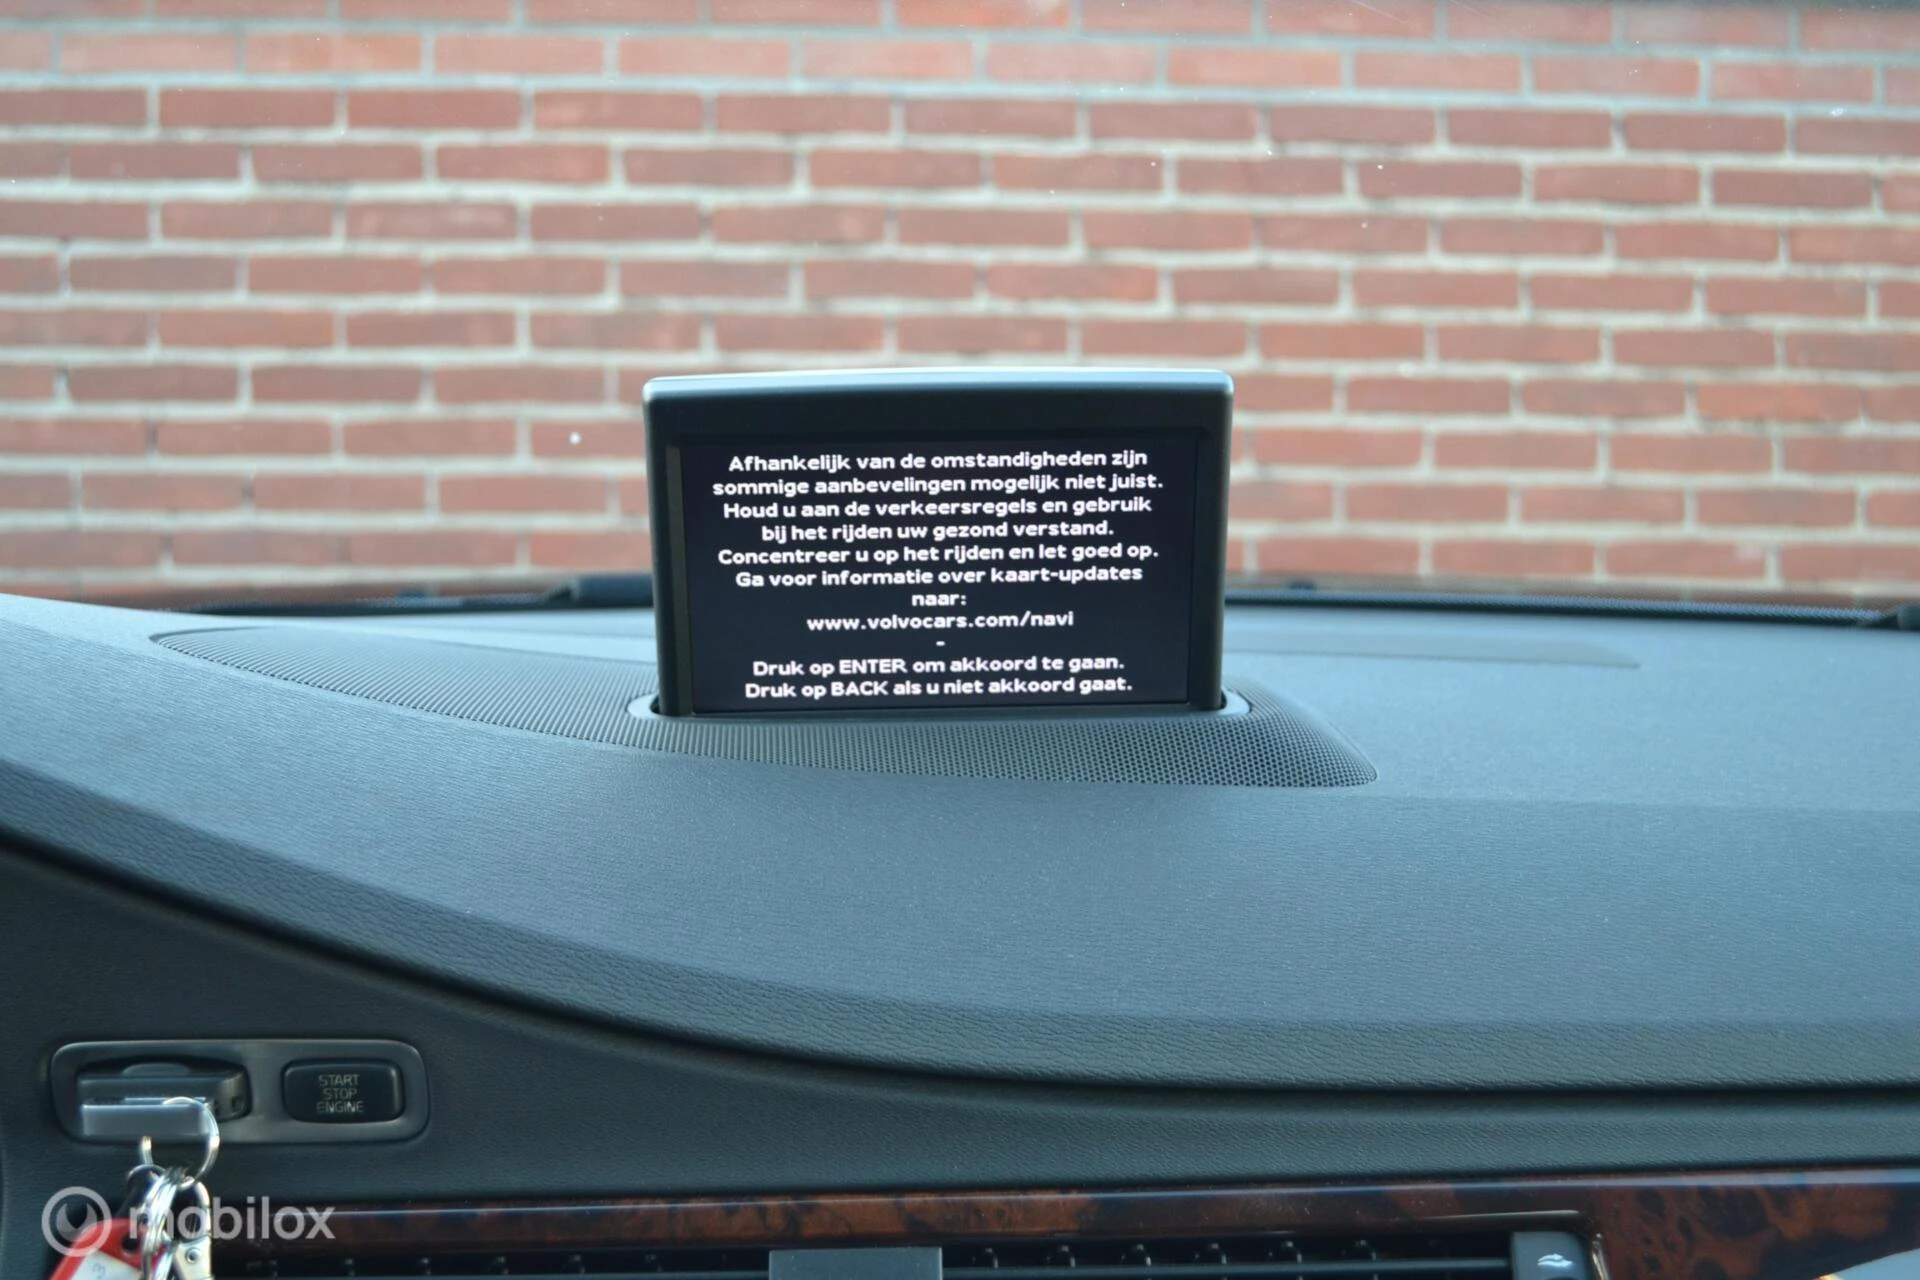 Afhankelijk van de omstandigheden zijn
sommige aanbevelingen mogelijk niet juist.
Houd u aan de verkeersregels en gebruik
bij het rijden uw gezond verstand.
Concentreer u op het rijden en let goed op.
Ga voor informatie over kaart-updates
naar:
www.volvocars.com/navi
-
Druk op ENTER om akkoord te gaan.
Druk op BACK als u niet akkoord gaat.
START
STOP
ENGINE
mobilox